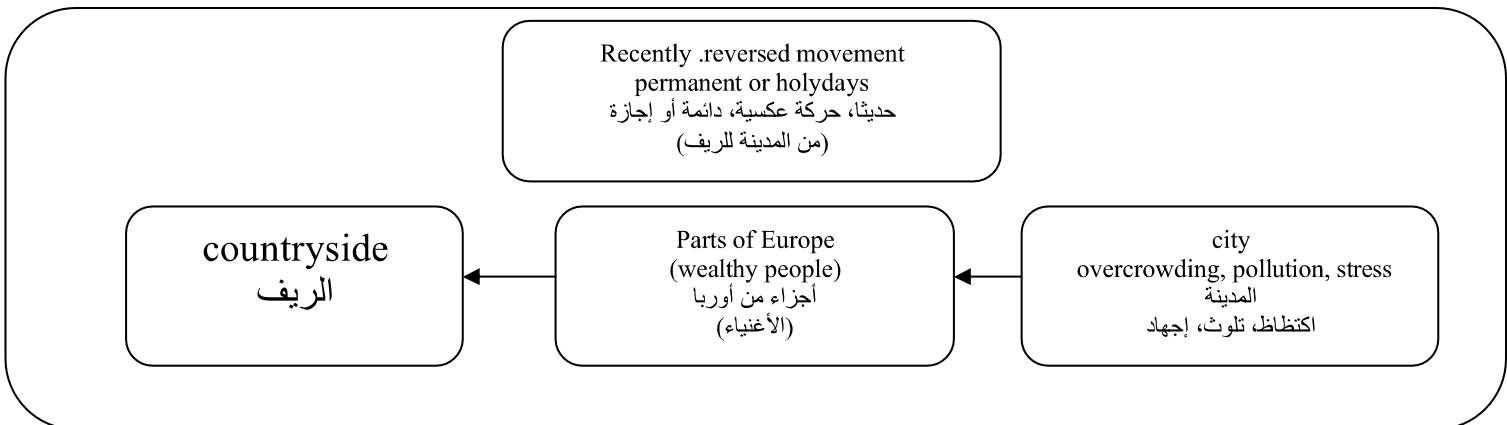 Recently .reversed movement
permanent or holydays
حديثا، حركة عكسية، دائمة أو إجازة
(من المدينة للريف)
countryside
الريف
Parts of Europe
(wealthy people)
أجزاء من أوربا
(الأغنياء)
city
overcrowding, pollution, stress
المدينة
اكتظاظ، تلوث، إجهاد